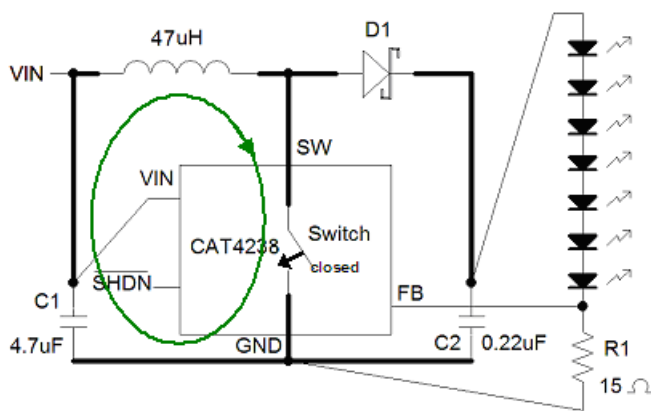 47uH
D1
VIN
SW
VIN
CAT4238
Switch
closed
SHDN
FB
C1
4.7uF
GND
C2
0.22uF
R1
15 Ω